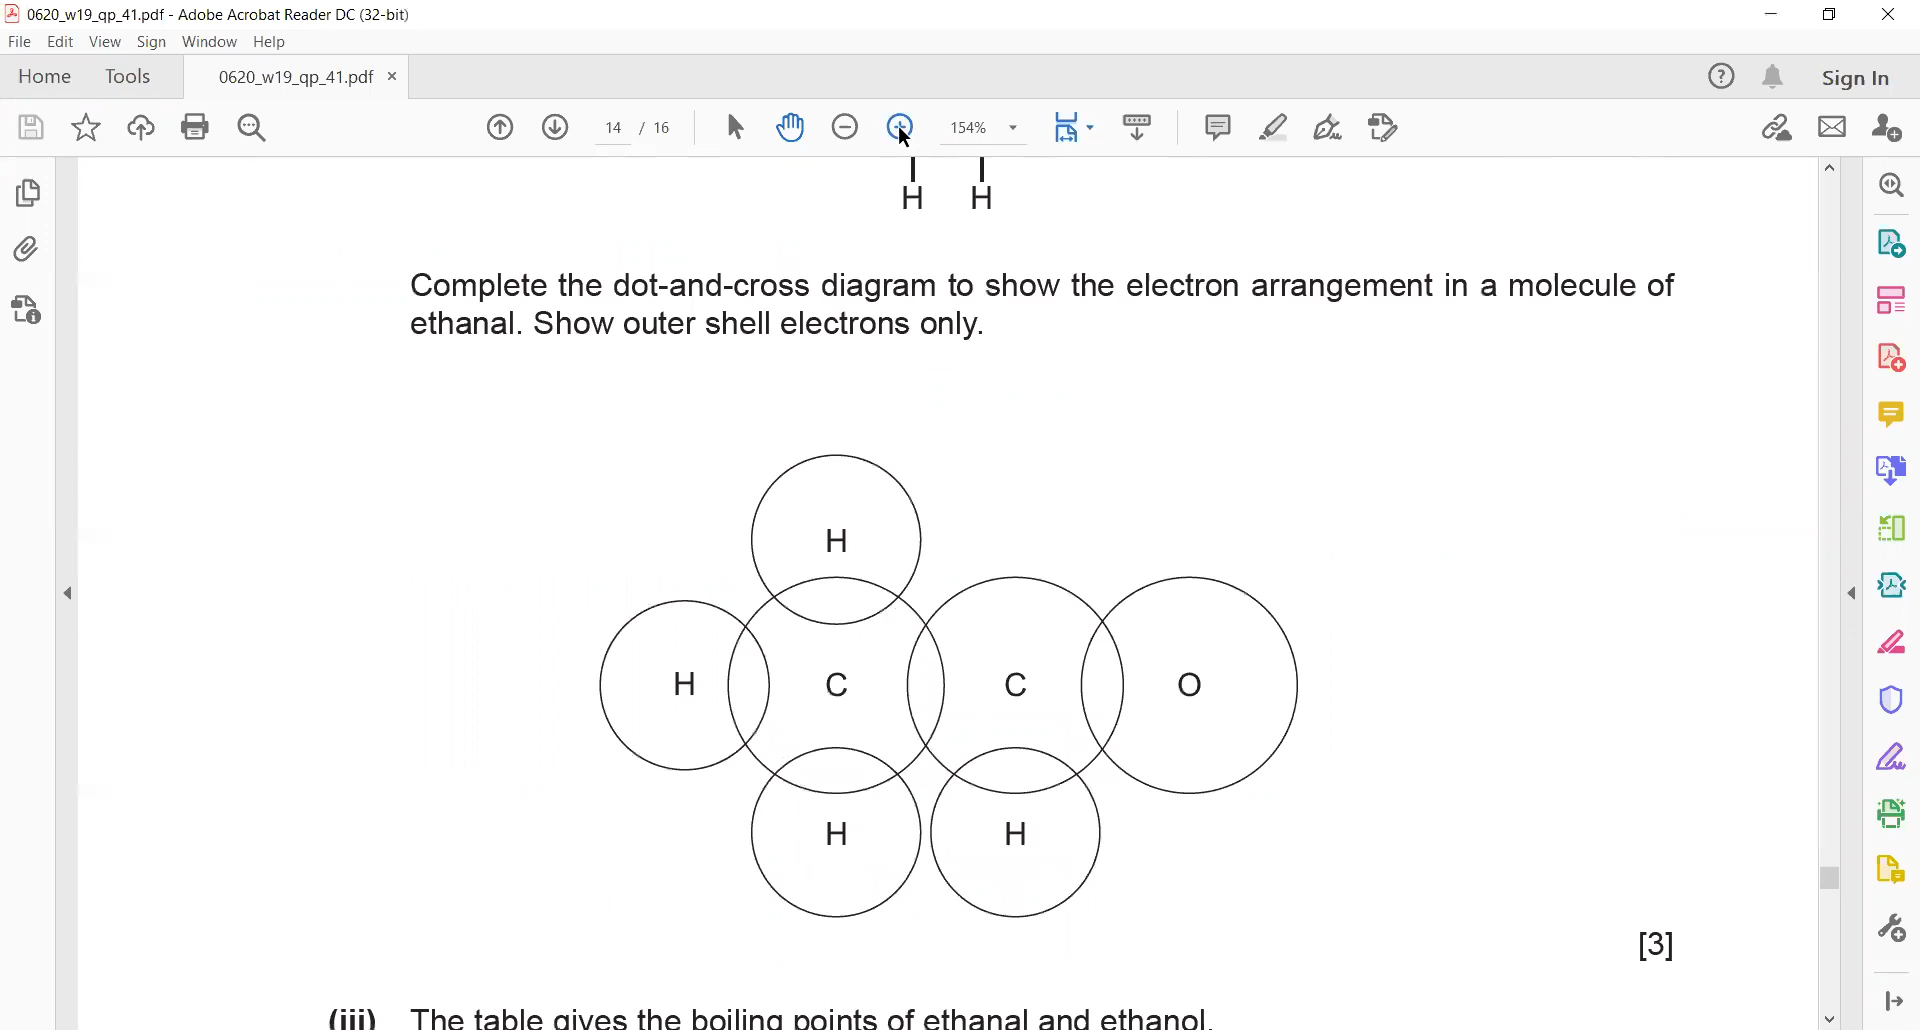 0620_w19_qp_41.pdf - Adobe Acrobat Reader DC (32-bit)
File Edit View Sign Window Help
Home Tools 0620_w19_qp_41.pdf × Sign In
14 / 16 154%
H H
Complete the dot-and-cross diagram to show the electron arrangement in a molecule of
ethanal. Show outer shell electrons only.
H
H C C O
H H
[3]
(iii) The table gives the boiling points of ethanal and ethanol.